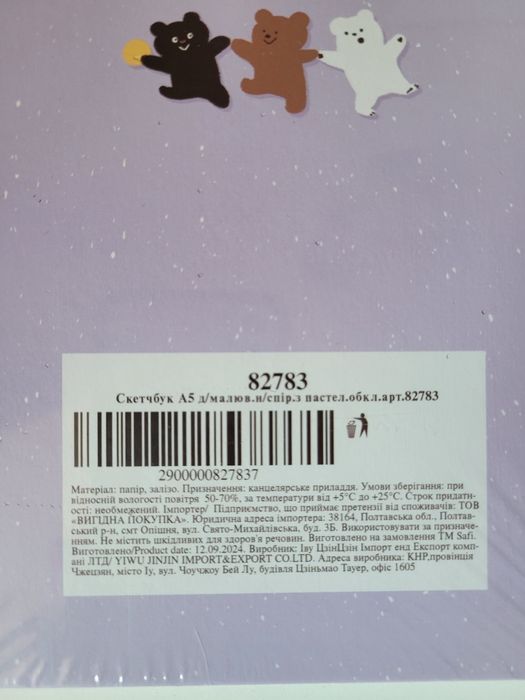 82783
Скетчбук А5 д/малюв.н/спір.з пастел.обкл.арт.82783
2900000827837
Матеріал: папір, залізо. Призначення: канцелярське приладдя. Умови зберігання: при
відносній вологості повітря 50-70%, за температури від +5°С до +25°С. Строк придатн-
ості: необмежений. Імпортер/ Підприємство, що приймає претензії від споживачів: ТОВ
«ВИГІДНА ПОКУПКА». Юридична адреса імпортера: 38164, Полтавська обл., Полтав-
ський р-н, смт Опішня, вул. Свято-Михайлівська, буд. 3Б. Використовувати за призначе-
нням. Не містить шкідливих для здоров'я речовин. Виготовлено на замовлення ТМ Safi.
Виготовлено/Product date: 12.09.2024. Виробник: Іву ЦзінЦзін Імпорт енд Експорт комп-
ані ЛТД/ YIWU JINJIN IMPORT&EXPORT CO.LTD. Адреса виробника: КНР,провінція
Чжецзян, місто Іу, вул. Чоучжоу Бей Лу, будівля Цзіньмао Тауер, офіс 1605